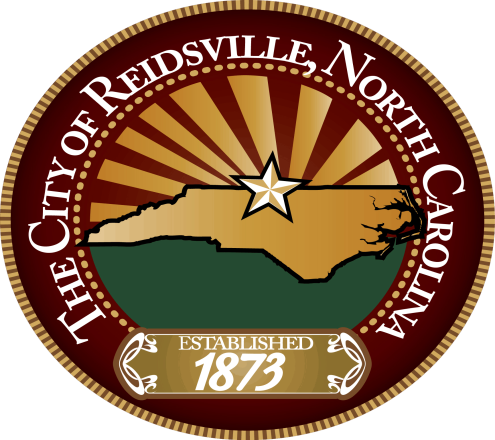 THE CITY OF REIDSVILLE, NORTH CAROLINA
ESTABLISHED
1873